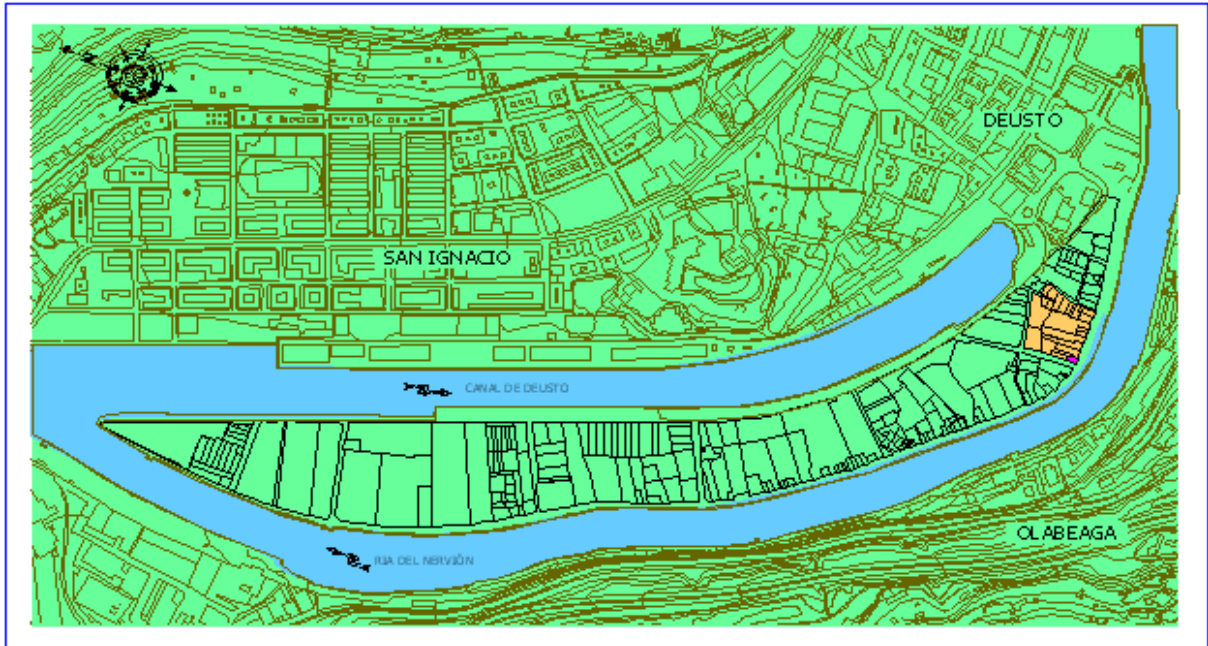 DEUSTO
SAN IGNACIO
CANAL DE DEUSTO
OLABEAGA
RIA DEL NERVIÓN